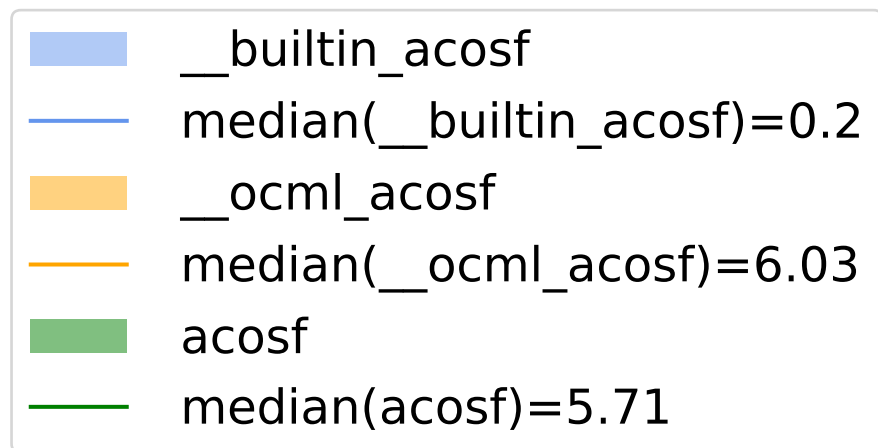 __builtin_acosf
median(__builtin_acosf)=0.2
__ocml_acosf
median(__ocml_acosf)=6.03
acosf
median(acosf)=5.71